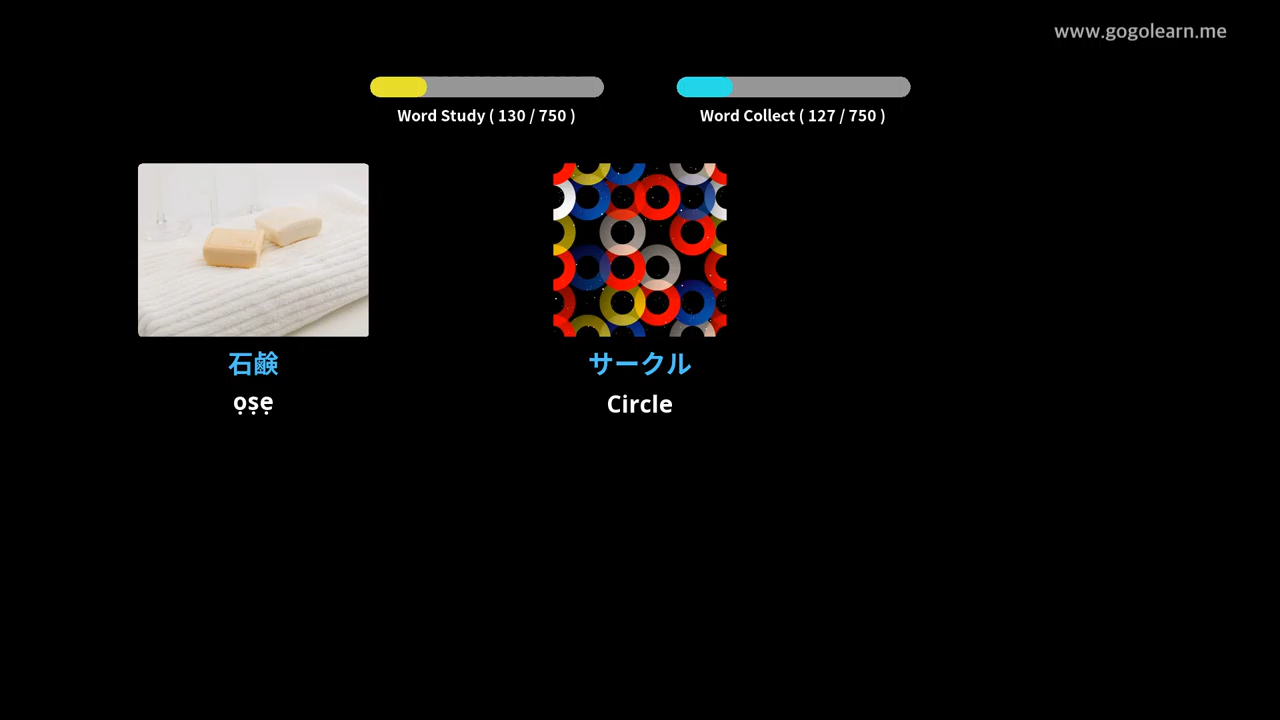 www.gogolearn.me
Word Study ( 130 / 750 )
Word Collect ( 127 / 750 )
石鹸
ọṣẹ
サークル
Circle